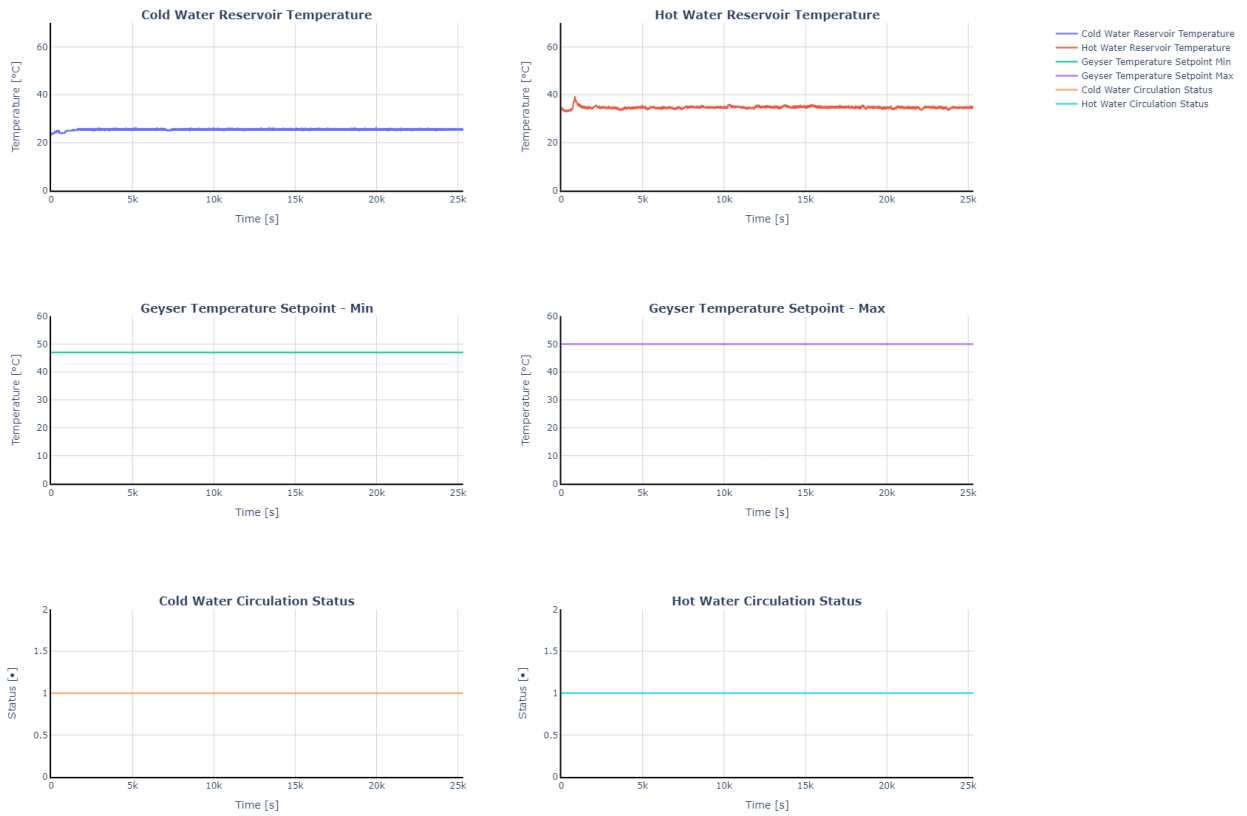 Cold Water Reservoir Temperature
Hot Water Reservoir Temperature
Cold Water Reservoir Temperature
Hot Water Reservoir Temperature
Geyser Temperature Setpoint Min
Geyser Temperature Setpoint Max
Cold Water Circulation Status
Hot Water Circulation Status
Temperature [°C]
60
40
20
0
0 5k 10k 15k 20k 25k
Time [s]
Temperature [°C]
60
40
20
0
0 5k 10k 15k 20k 25k
Time [s]
Geyser Temperature Setpoint - Min
Temperature [°C]
60
50
40
30
20
10
0
0 5k 10k 15k 20k 25k
Time [s]
Geyser Temperature Setpoint - Max
Temperature [°C]
60
50
40
30
20
10
0
0 5k 10k 15k 20k 25k
Time [s]
Cold Water Circulation Status
Status [•]
2
1.5
1
0.5
0
0 5k 10k 15k 20k 25k
Time [s]
Hot Water Circulation Status
Status [•]
2
1.5
1
0.5
0
0 5k 10k 15k 20k 25k
Time [s]